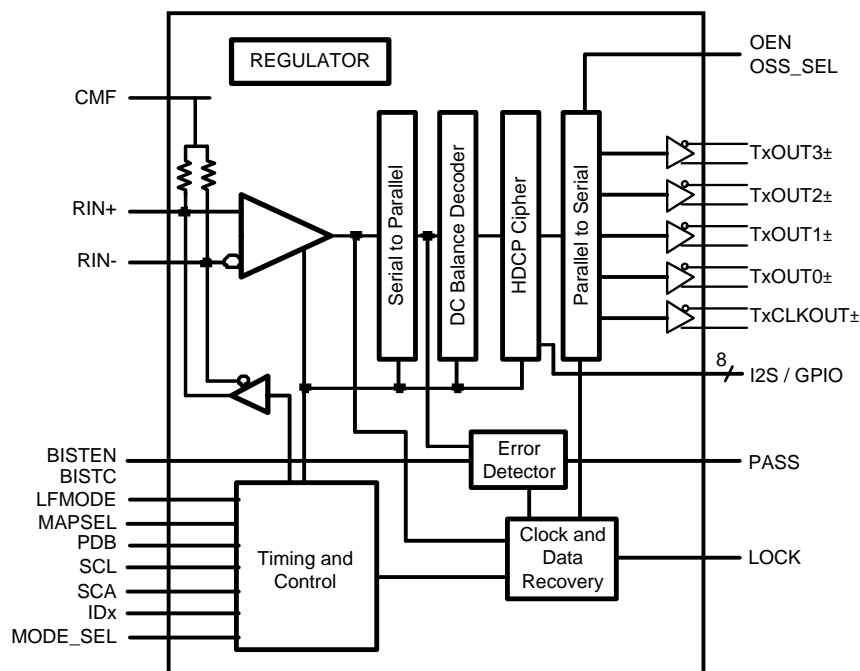 REGULATOR
OEN
OSS_SEL
CMF
RIN+
RIN-
Serial to Parallel
DC Balance Decoder
HDCP Cipher
Parallel to Serial
TxOUT3±
TxOUT2±
TxOUT1±
TxOUT0±
TxCLKOUT±
8
I2S / GPIO
BISTEN
BISTC
LFMODE
MAPSEL
PDB
SCL
SCA
IDx
MODE_SEL
Timing and
Control
Error
Detector
PASS
Clock and
Data
Recovery
LOCK